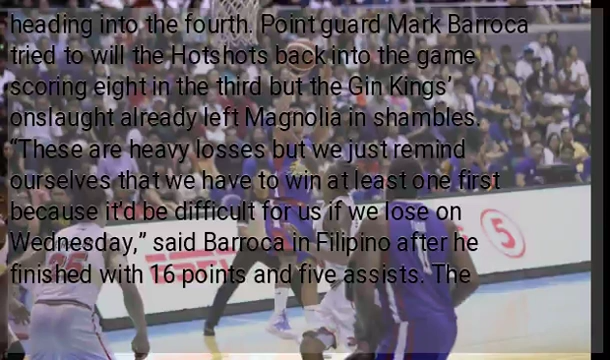 heading into the fourth. Point guard Mark Barroca
tried to will the Hotshots back into the game
scoring eight in the third but the Gin Kings’
onslaught already left Magnolia in shambles.
“These are heavy losses but we just remind
ourselves that we have to win at least one first
because it'd be difficult for us if we lose on
Wednesday,” said Barroca in Filipino after he
finished with 16 points and five assists. The
5